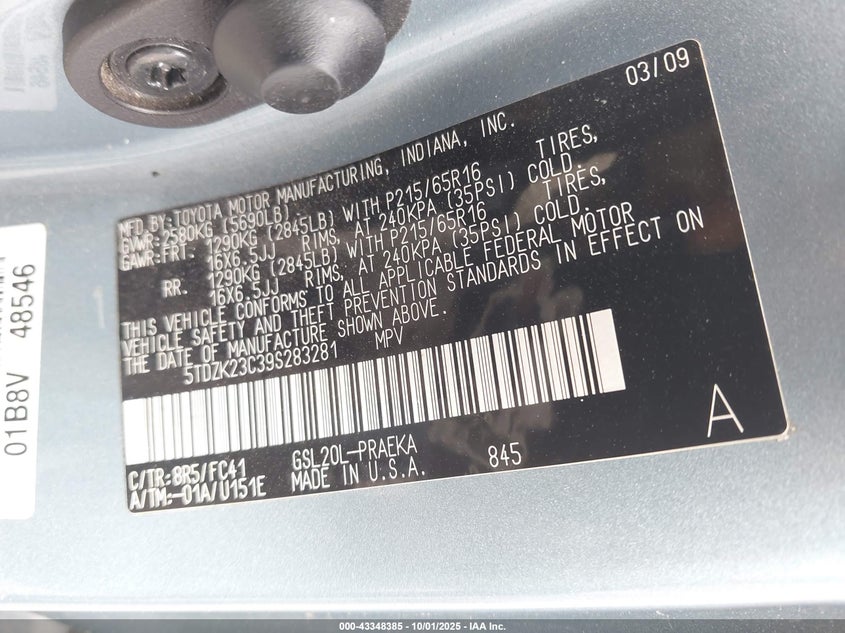 03/09
MFD.BY:TOYOTA MOTOR MANUFACTURING, INDIANA, INC.
GVWR:2580KG (5690LB)
GAWR:FRT. 1290KG (2845LB) WITH P215/65R16 TIRES,
16X6.5JJ RIMS, AT 240KPA (35PSI) COLD.
RR. 1290KG (2845LB) WITH P215/65R16 TIRES,
16X6.5JJ RIMS, AT 240KPA (35PSI) COLD.
THIS VEHICLE CONFORMS TO ALL APPLICABLE FEDERAL MOTOR
VEHICLE SAFETY AND THEFT PREVENTION STANDARDS IN EFFECT ON
THE DATE OF MANUFACTURE SHOWN ABOVE.
5TDZK23C39S283281 MPV
C/TR:8R5/FC41 GSL20L-PRAEKA 845
A/TM:-01A/U151E MADE IN U.S.A.
A
01B8V 48546
000-43348385 - 10/01/2025 - IAA Inc.